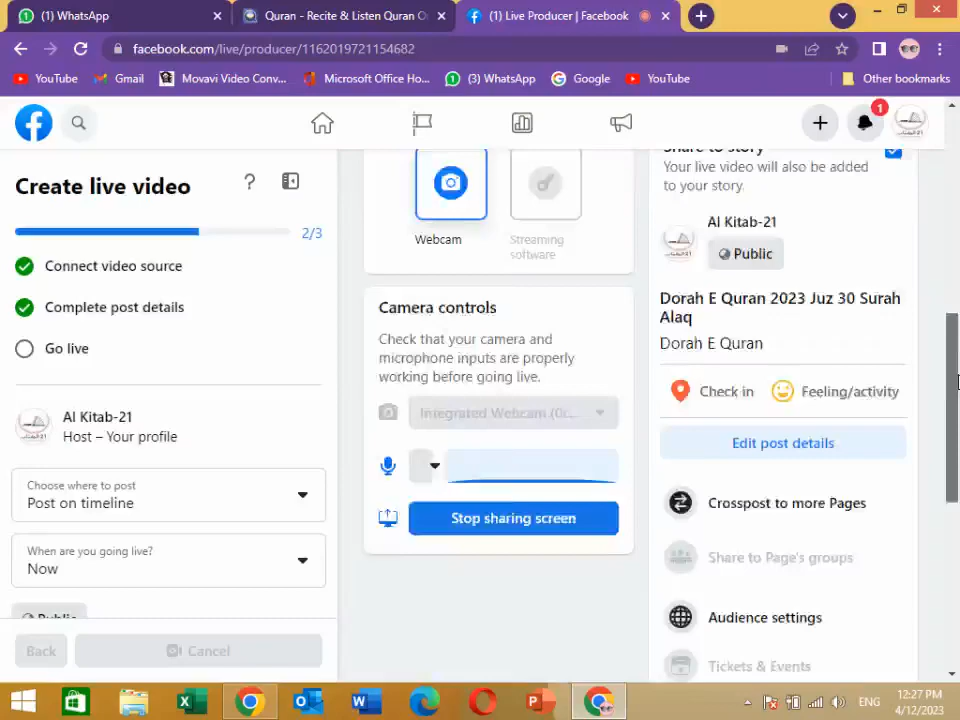 (1) WhatsApp
Quran - Recite & Listen Quran O
(1) Live Producer | Facebook
facebook.com/live/producer/1162019721154682
YouTube
Gmail
Movavi Video Conv...
Microsoft Office Ho...
(3) WhatsApp
Google
YouTube
Other bookmarks
1
Create live video
?
2/3
Connect video source
Complete post details
Go live
Al Kitab-21
Host – Your profile
Choose where to post
Post on timeline
When are you going live?
Now
Public
Back
Cancel
Webcam
Streaming
software
Camera controls
Check that your camera and
microphone inputs are properly
working before going live.
Integrated Webcam (0c...
Stop sharing screen
Share to story
Your live video will also be added
to your story.
Al Kitab-21
Public
Dorah E Quran 2023 Juz 30 Surah
Alaq
Dorah E Quran
Check in
Feeling/activity
Edit post details
Crosspost to more Pages
Share to Page's groups
Audience settings
Tickets & Events
ENG
12:27 PM
4/12/2023